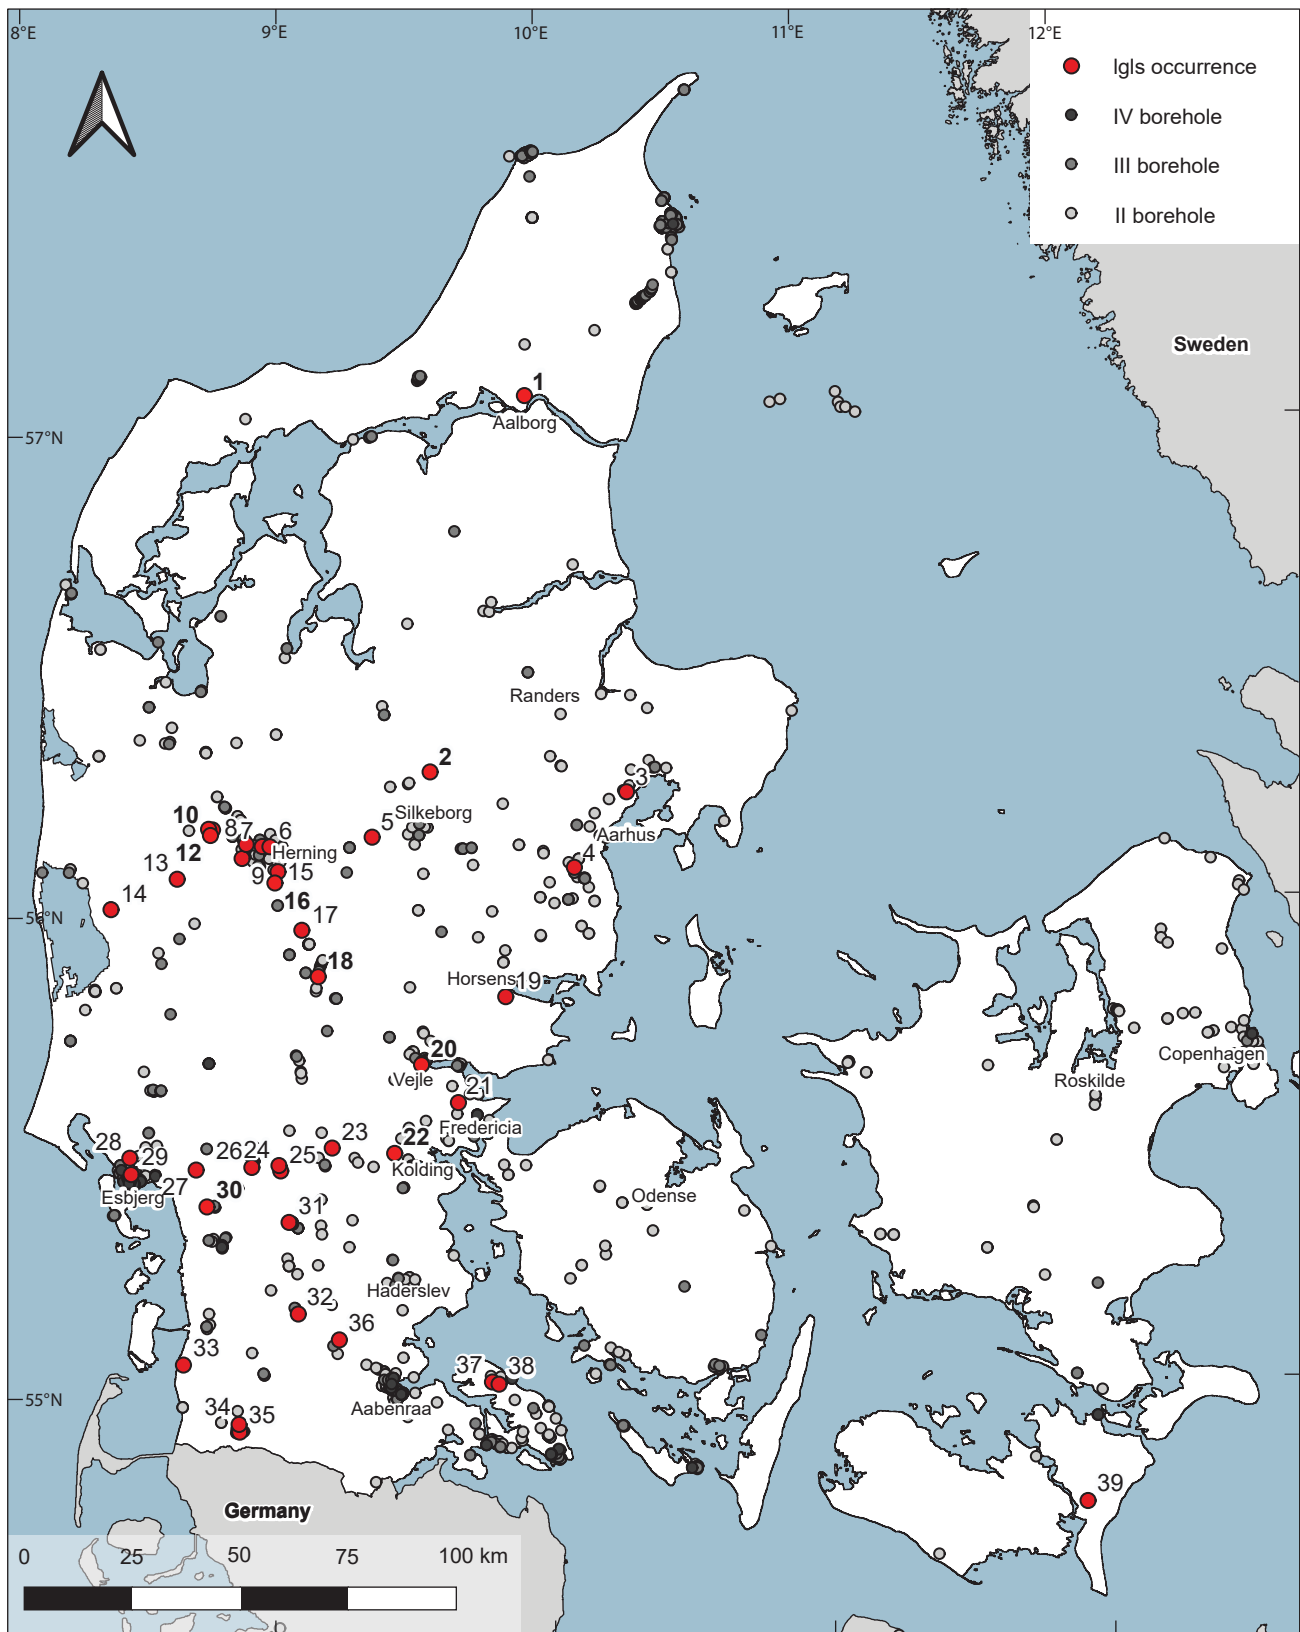 8°E
9°E
10°E
11°E
12°E
Igls occurrence
IV borehole
III borehole
II borehole
Sweden
1
Aalborg
57°N
Randers
2
3
Silkeborg
5
Aarhus
10
8
7
6
Herning
12
4
13
9
15
14
16
17
56°N
18
Horsens
19
20
Vejle
Copenhagen
Roskilde
21
Fredericia
22
Kolding
23
28
29
26
24
25
27
Esbjerg
30
Odense
31
Haderslev
32
36
33
37
38
55°N
Aabenraa
34
35
39
Germany
0
25
50
75
100 km